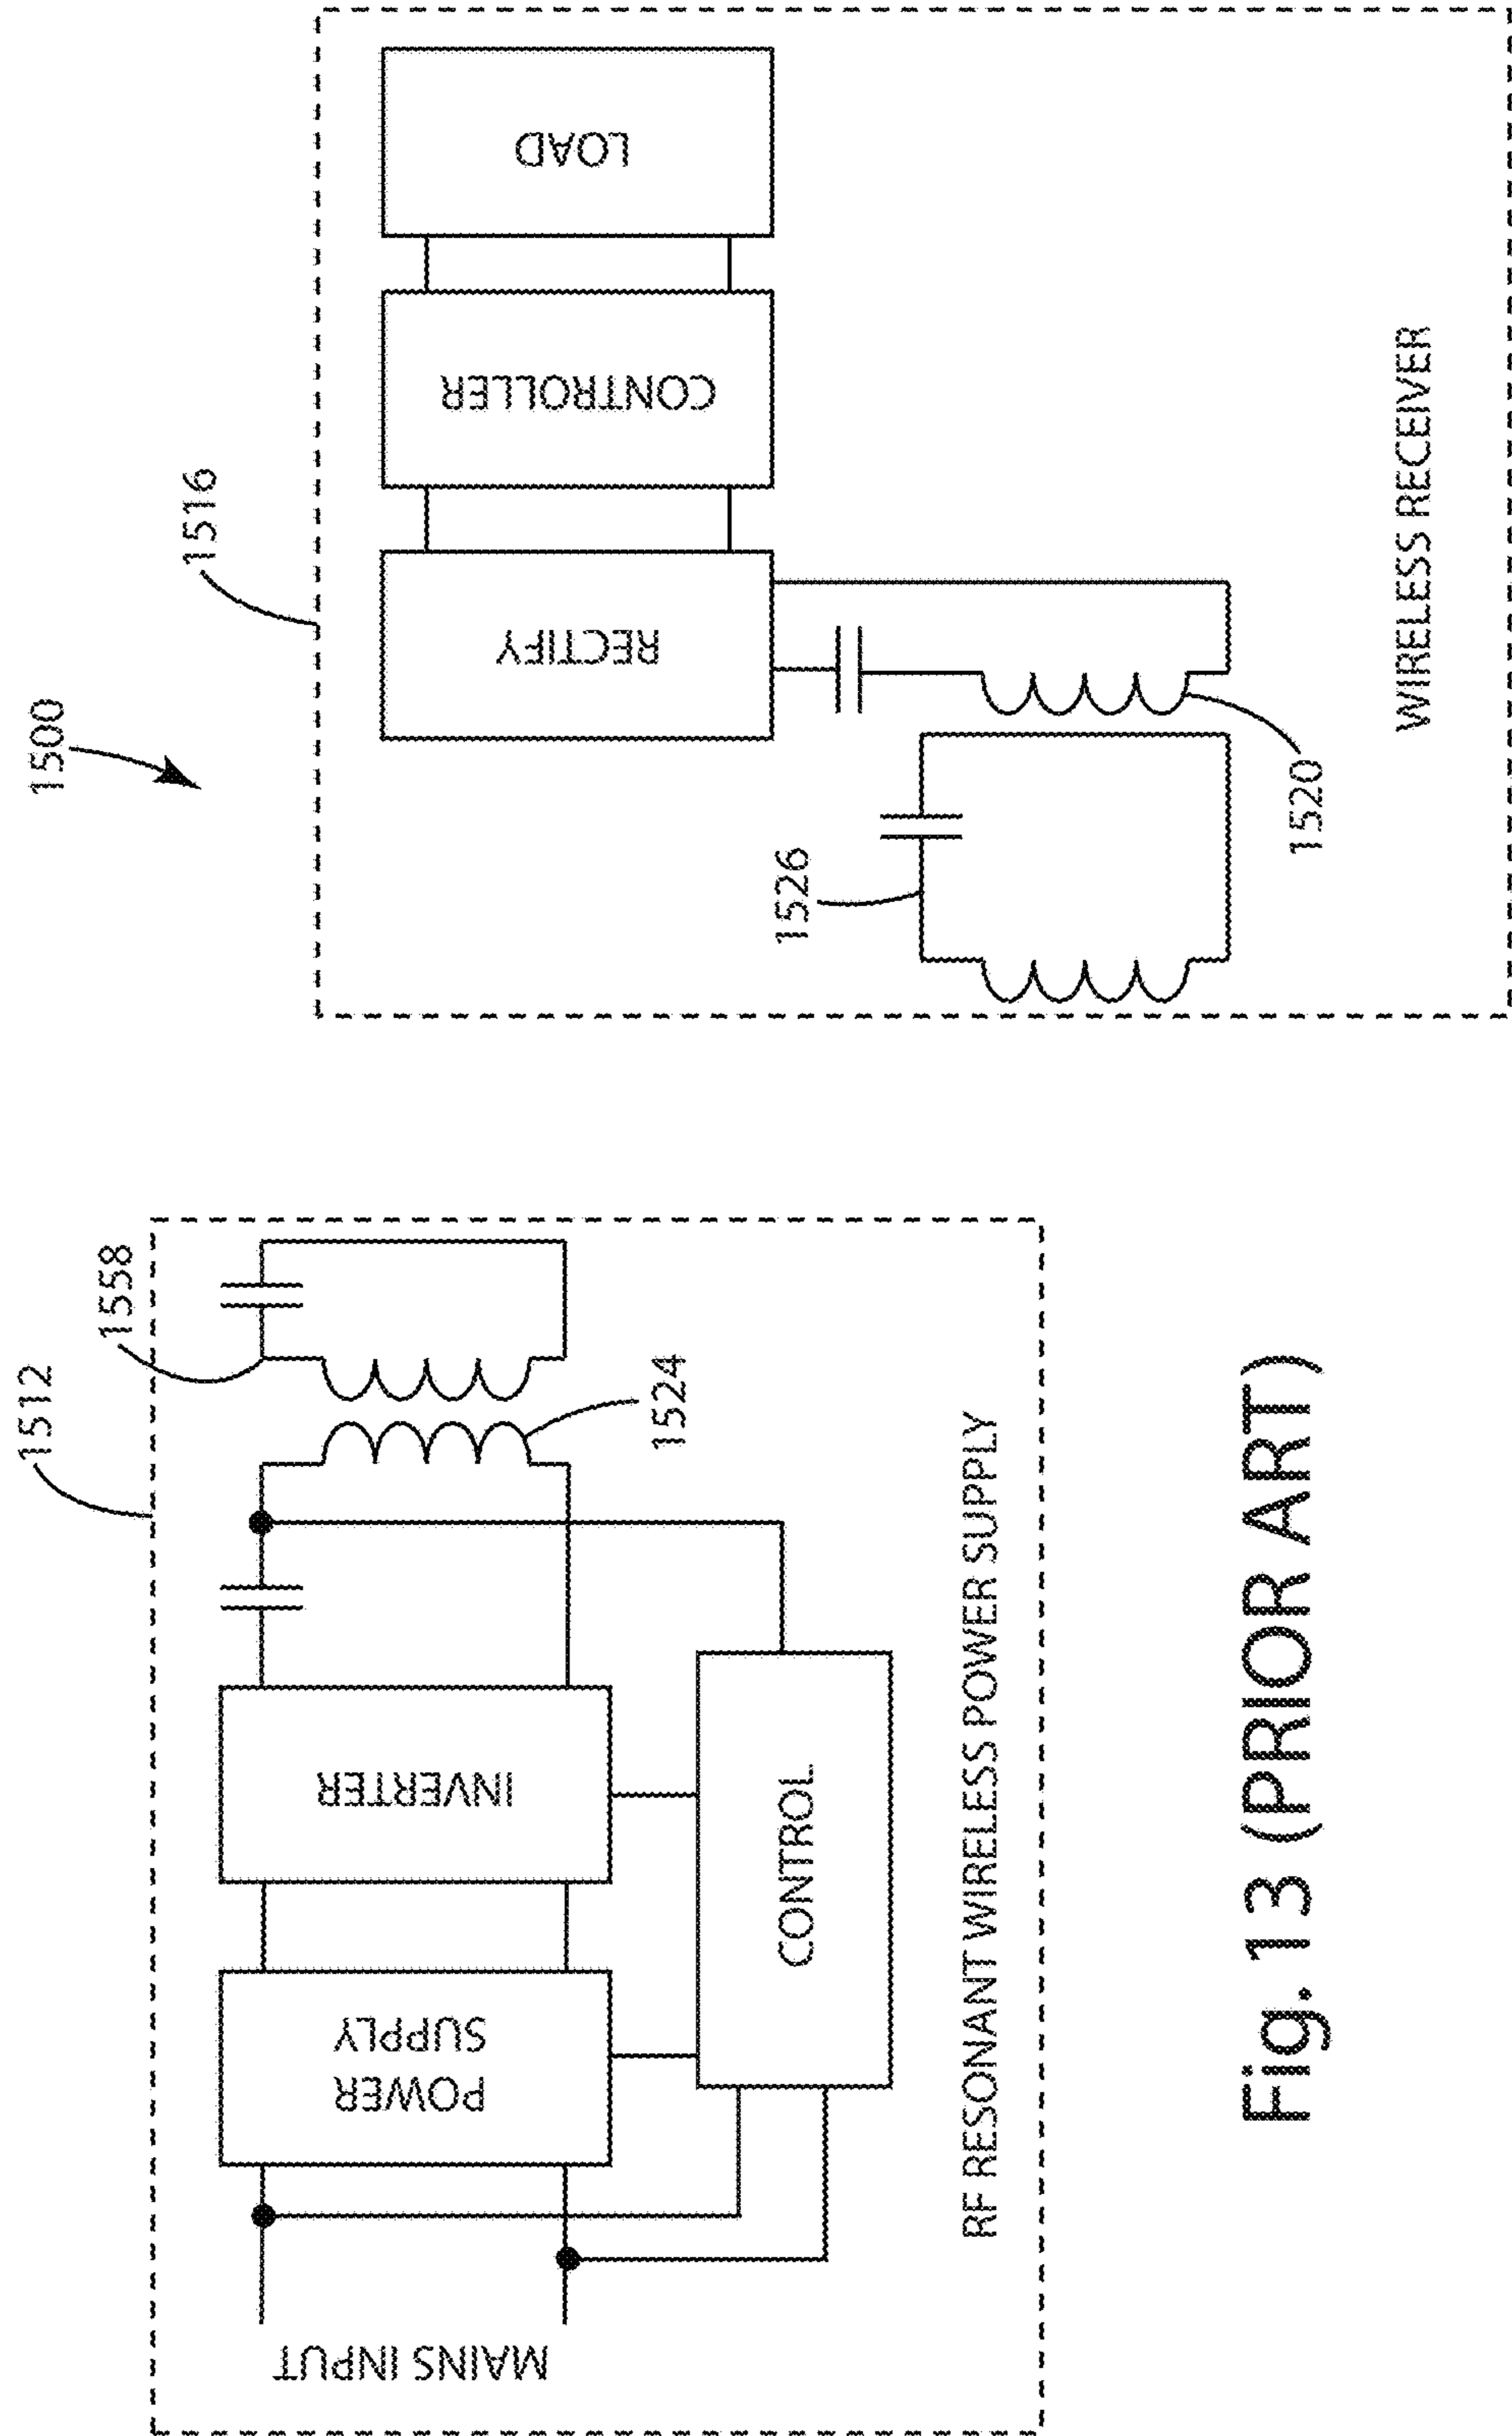 1500
1512
1558
1516
MAINS INPUT
POWER
SUPPLY
INVERTER
1524
CONTROL
RF RESONANT WIRELESS POWER SUPPLY
RECTIFY
CONTROLLER
LOAD
1526
1520
WIRELESS RECEIVER
Fig. 13 (PRIOR ART)